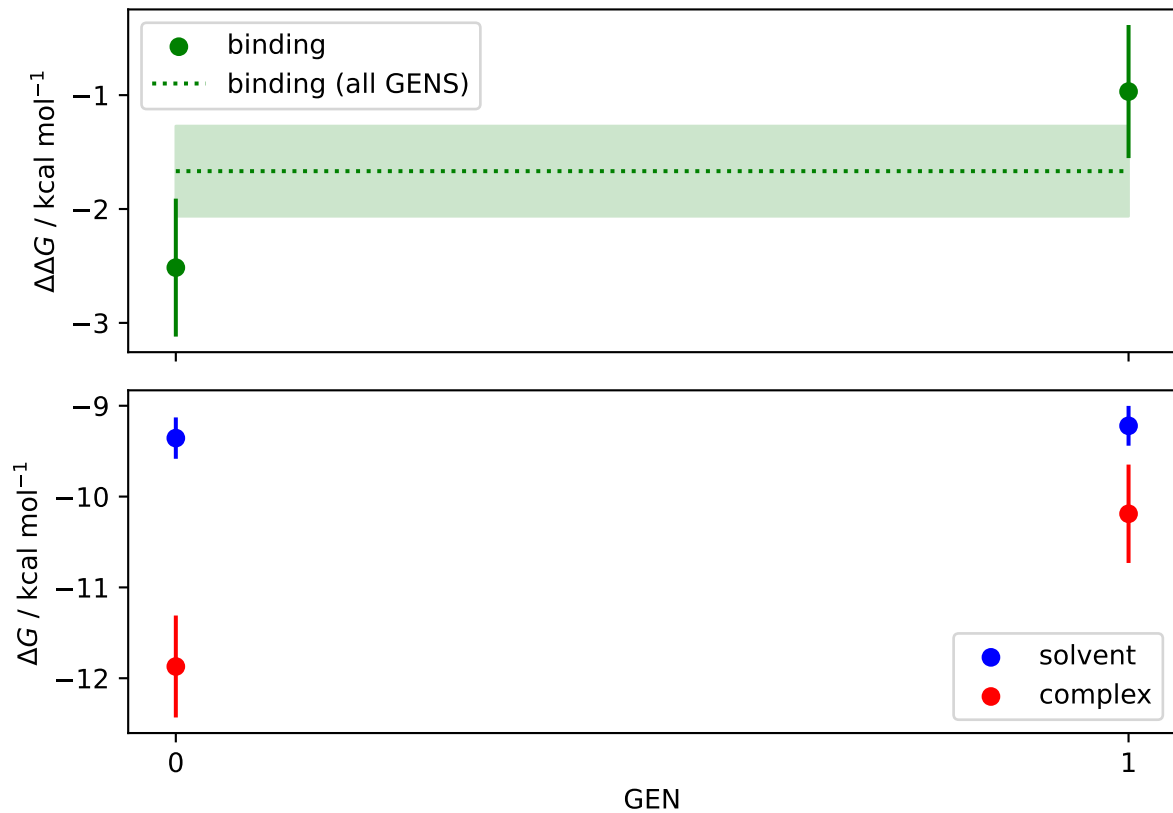 binding
binding (all GENS)
−1
−2
−3
ΔΔG / kcal mol⁻¹
−9
−10
−11
−12
ΔG / kcal mol⁻¹
solvent
complex
0
1
GEN